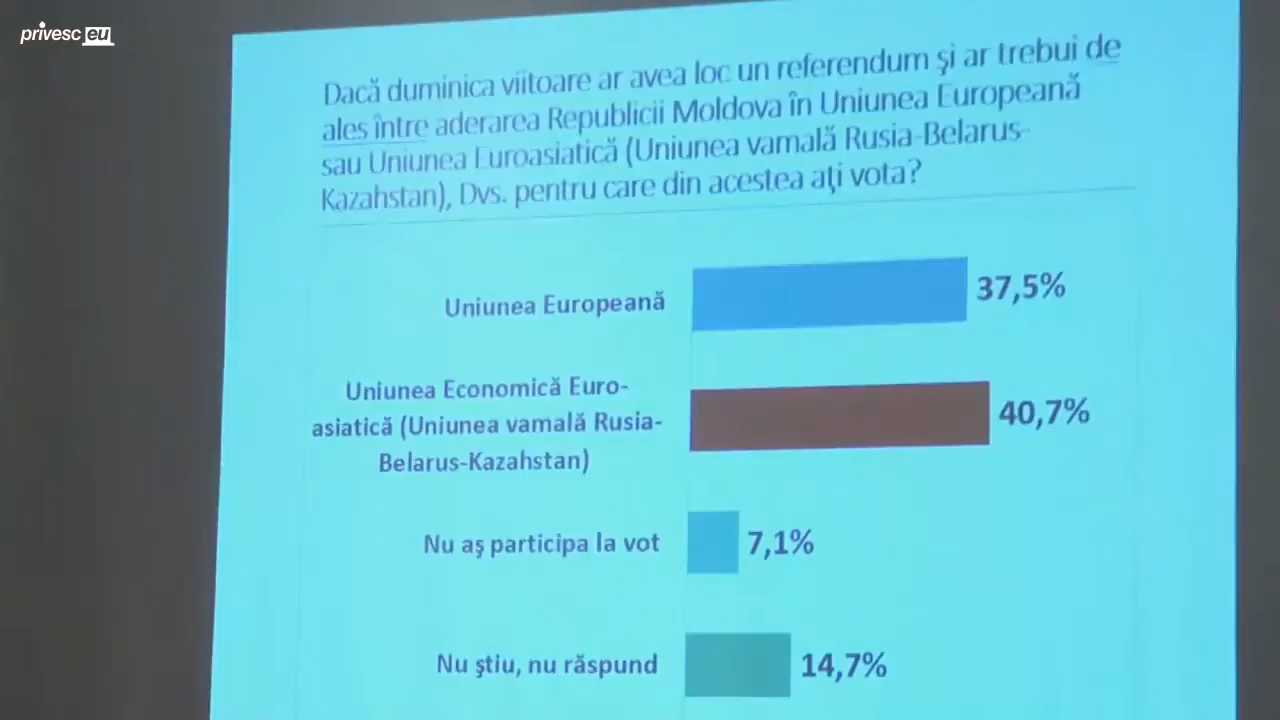 privesc eu
Dacă duminica viitoare ar avea loc un referendum şi ar trebui de
ales între aderarea Republicii Moldova în Uniunea Europeană
sau Uniunea Euroasiatică (Uniunea vamală Rusia-Belarus-
Kazahstan), Dvs. pentru care din acestea aţi vota?
Uniunea Europeană
37,5%
Uniunea Economică Euro-
asiatică (Uniunea vamală Rusia-
Belarus-Kazahstan)
40,7%
Nu aş participa la vot
7,1%
Nu ştiu, nu răspund
14,7%